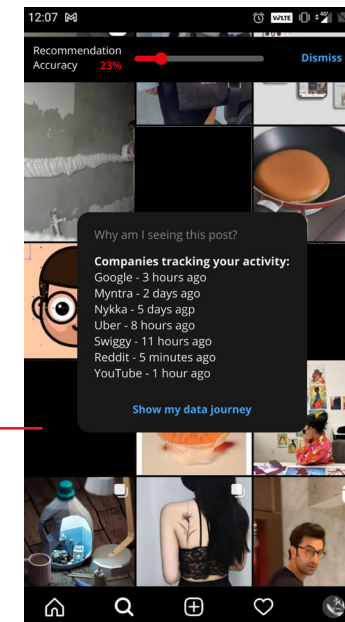 12:07
VoLTE
4G
Recommendation
Accuracy 23%
Dismiss
Why am I seeing this post?
Companies tracking your activity:
Google - 3 hours ago
Myntra - 2 days ago
Nykka - 5 days agp
Uber - 8 hours ago
Swiggy - 11 hours ago
Reddit - 5 minutes ago
YouTube - 1 hour ago
Show my data journey